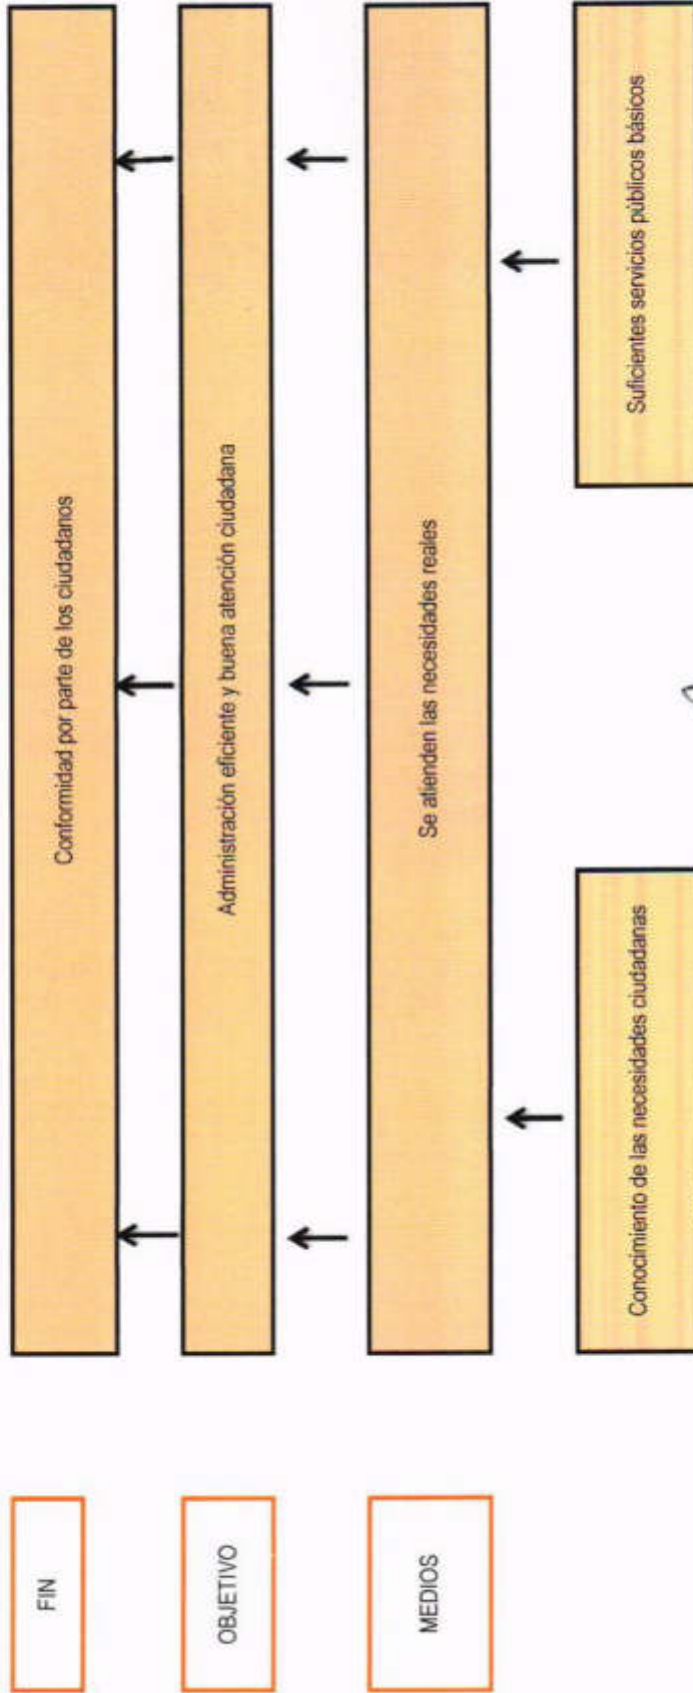 FIN
Conformidad por parte de los ciudadanos
OBJETIVO
Administración eficiente y buena atención ciudadana
MEDIOS
Se atienden las necesidades reales
Conocimiento de las necesidades ciudadanas
Suficientes servicios públicos básicos